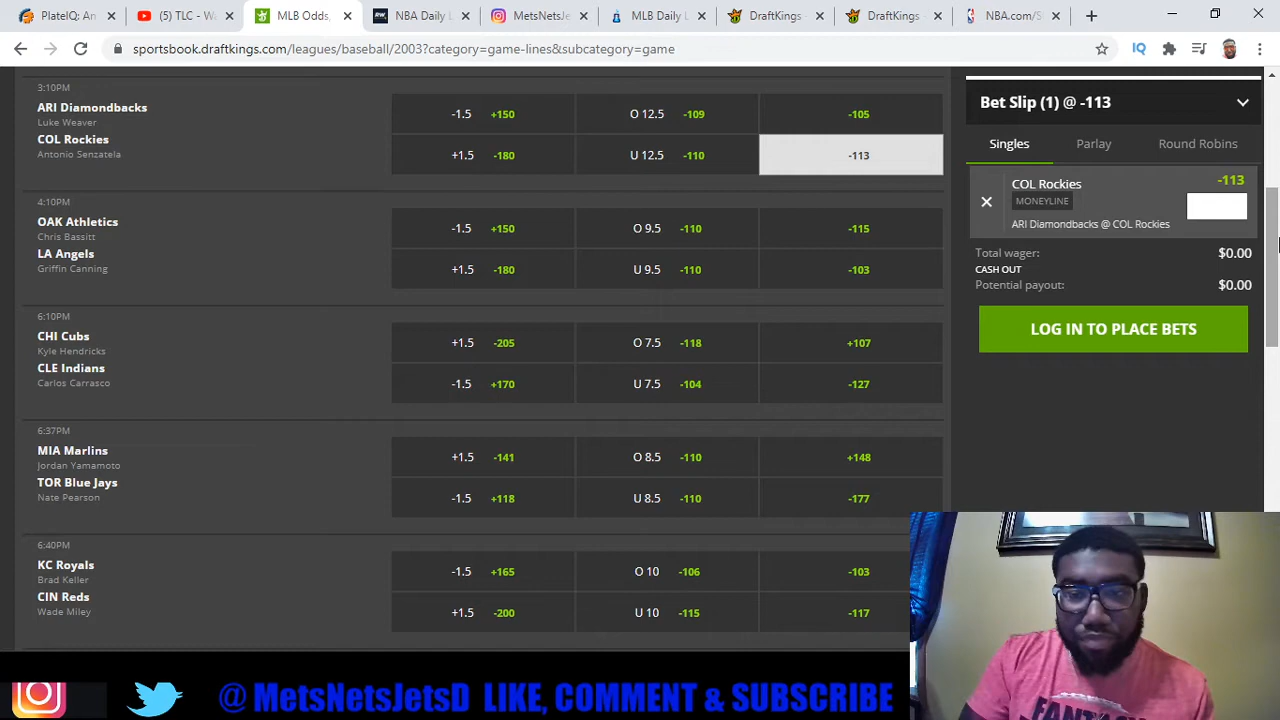 PlateIQ: An
(5) TLC - Wa
MLB Odds,
NBA Daily L
MetsNetsJe
MLB Daily L
DraftKings
DraftKings -
NBA.com/S
sportsbook.draftkings.com/leagues/baseball/2003?category=game-lines&subcategory=game
IQ
3:10PM
ARI Diamondbacks
Luke Weaver
-1.5 +150 O 12.5 -109 -105
COL Rockies
Antonio Senzatela
+1.5 -180 U 12.5 -110 -113
4:10PM
OAK Athletics
Chris Bassitt
-1.5 +150 O 9.5 -110 -115
LA Angels
Griffin Canning
+1.5 -180 U 9.5 -110 -103
6:10PM
CHI Cubs
Kyle Hendricks
+1.5 -205 O 7.5 -118 +107
CLE Indians
Carlos Carrasco
-1.5 +170 U 7.5 -104 -127
6:37PM
MIA Marlins
Jordan Yamamoto
+1.5 -141 O 8.5 -110 +148
TOR Blue Jays
Nate Pearson
-1.5 +118 U 8.5 -110 -177
6:40PM
KC Royals
Brad Keller
-1.5 +165 O 10 -106 -103
CIN Reds
Wade Miley
+1.5 -200 U 10 -115 -117
Bet Slip (1) @ -113
Singles Parlay Round Robins
COL Rockies -113
MONEYLINE
ARI Diamondbacks @ COL Rockies
Total wager: $0.00
CASH OUT
Potential payout: $0.00
LOG IN TO PLACE BETS
@ MetsNetsJetsD LIKE, COMMENT & SUBSCRIBE